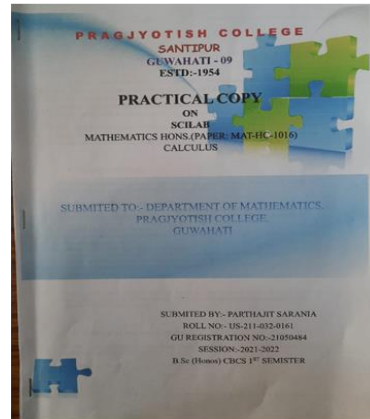 PRAGJYOTISH COLLEGE
SANTIPUR
GUWAHATI - 09
ESTD:-1954
PRACTICAL COPY
ON
SCILAB
MATHEMATICS HONS.(PAPER: MAT-HC-1016)
CALCULUS
SUBMITED TO:- DEPARTMENT OF MATHEMATICS,
PRAGJYOTISH COLLEGE,
GUWAHATI
SUBMITED BY:- PARTHAJIT SARANIA
ROLL NO:- US-211-032-0161
GU REGISTRATION NO:-21050484
SESSION:-2021-2022
B.Sc (Honos) CBCS 1ST SEMISTER